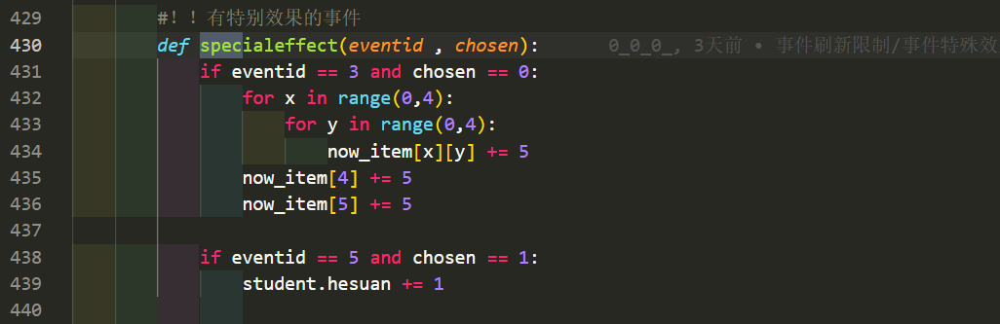 429 #！！有特别效果的事件
430 def specialeffect(eventid , chosen): 0_0_0_, 3天前 • 事件刷新限制/事件特殊效
431 if eventid == 3 and chosen == 0:
432 for x in range(0,4):
433 for y in range(0,4):
434 now_item[x][y] += 5
435 now_item[4] += 5
436 now_item[5] += 5
437
438 if eventid == 5 and chosen == 1:
439 student.hesuan += 1
440